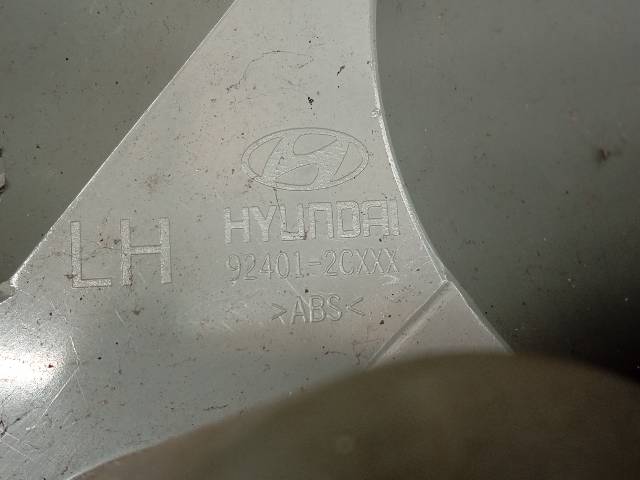 HYUNDAI
LH
92401-2CXXX
>ABS<